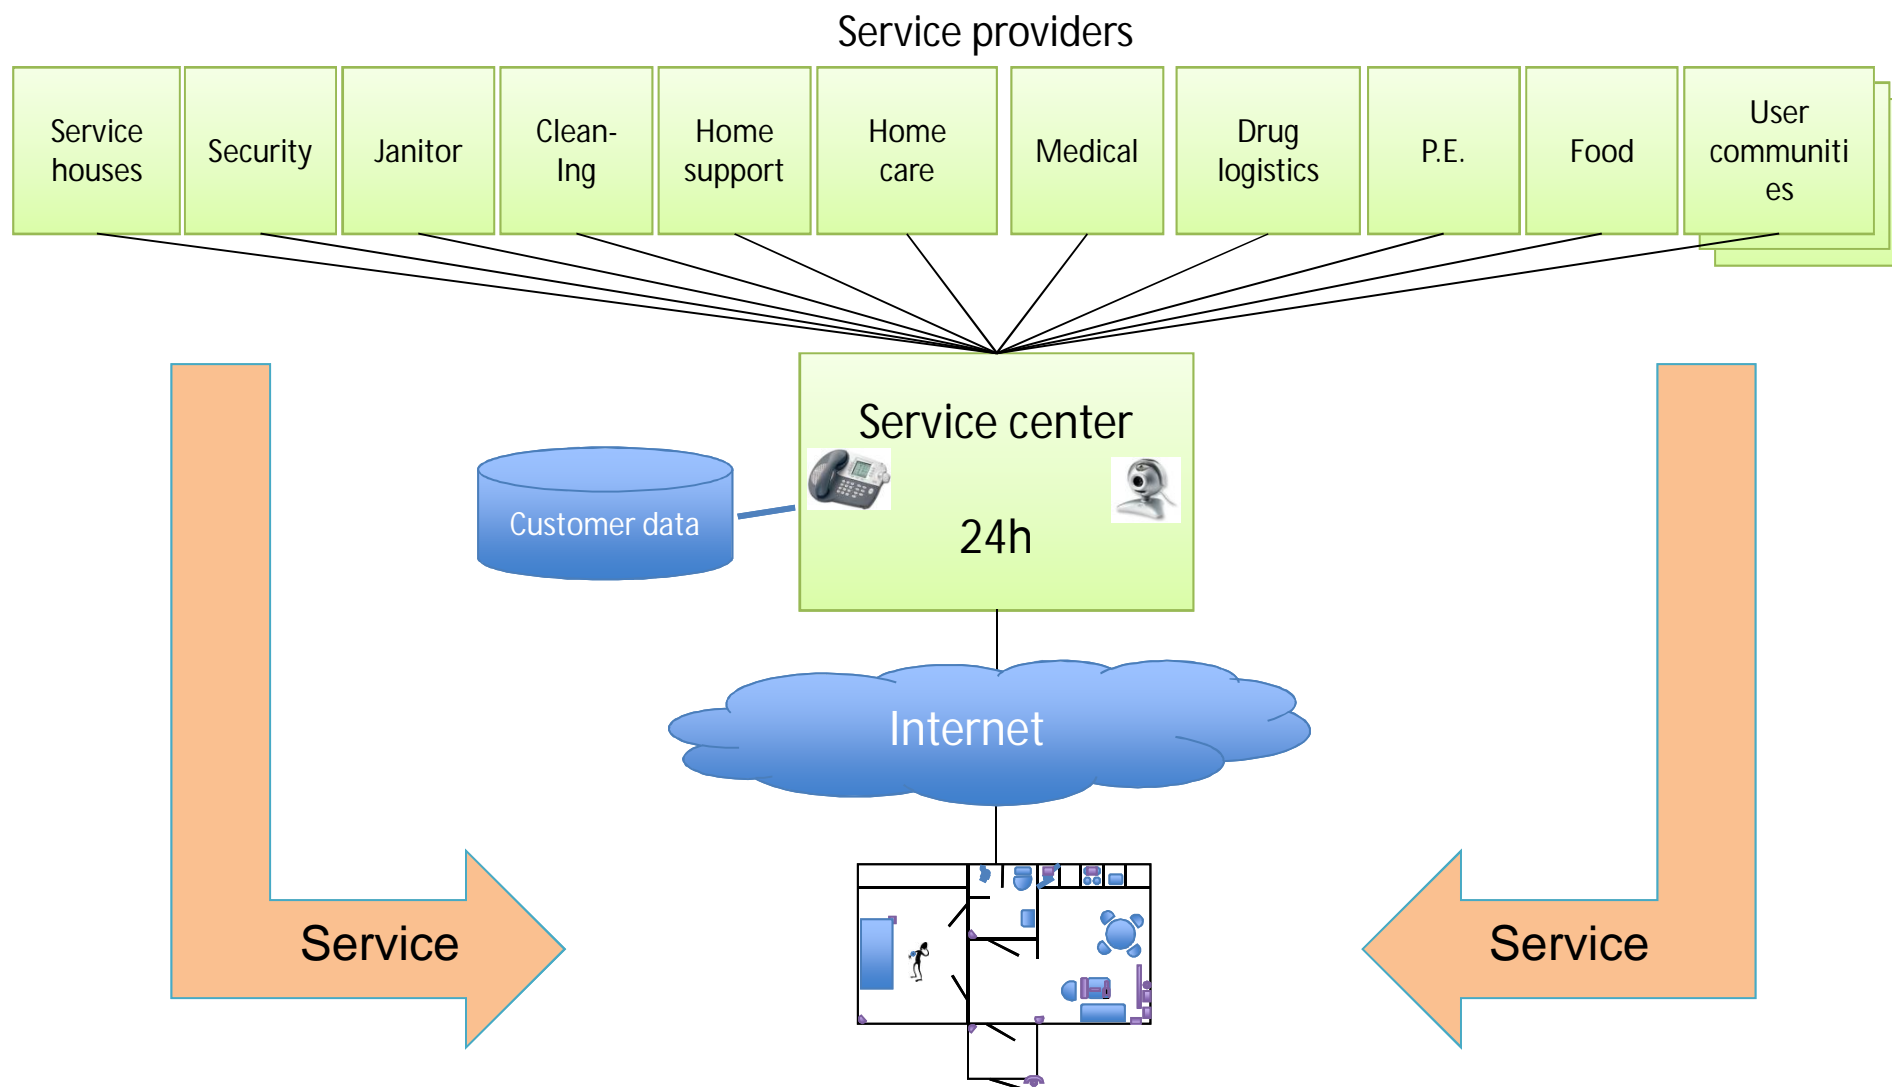 Service providers
Service
houses
Security
Janitor
Clean-
Ing
Home
support
Home
care
Medical
Drug
logistics
P.E.
Food
User
communiti
es
Service center
24h
Customer data
Internet
Service
Service